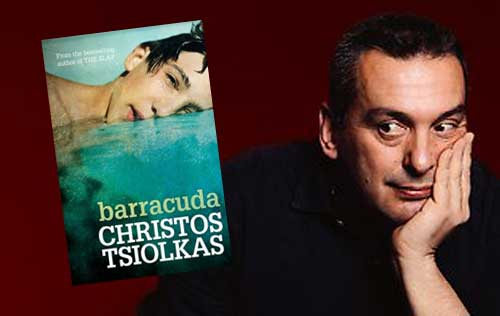 From the bestselling
author of THE SLAP
barracuda
CHRISTOS
TSIOLKAS